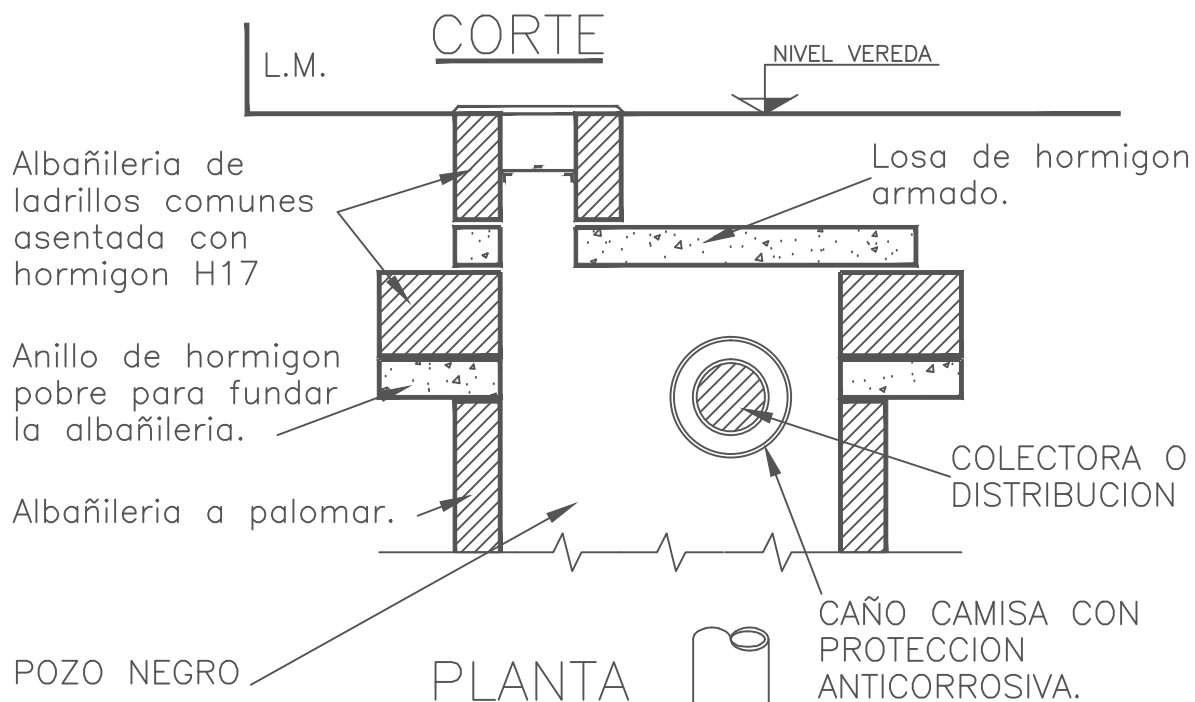 CORTE
L.M.
NIVEL VEREDA
Albañileria de
ladrillos comunes
asentada con
hormigon H17
Losa de hormigon
armado.
Anillo de hormigon
pobre para fundar
la albañileria.
Albañileria a palomar.
COLECTORA O
DISTRIBUCION
CAÑO CAMISA CON
PROTECCION
ANTICORROSIVA.
POZO NEGRO
PLANTA